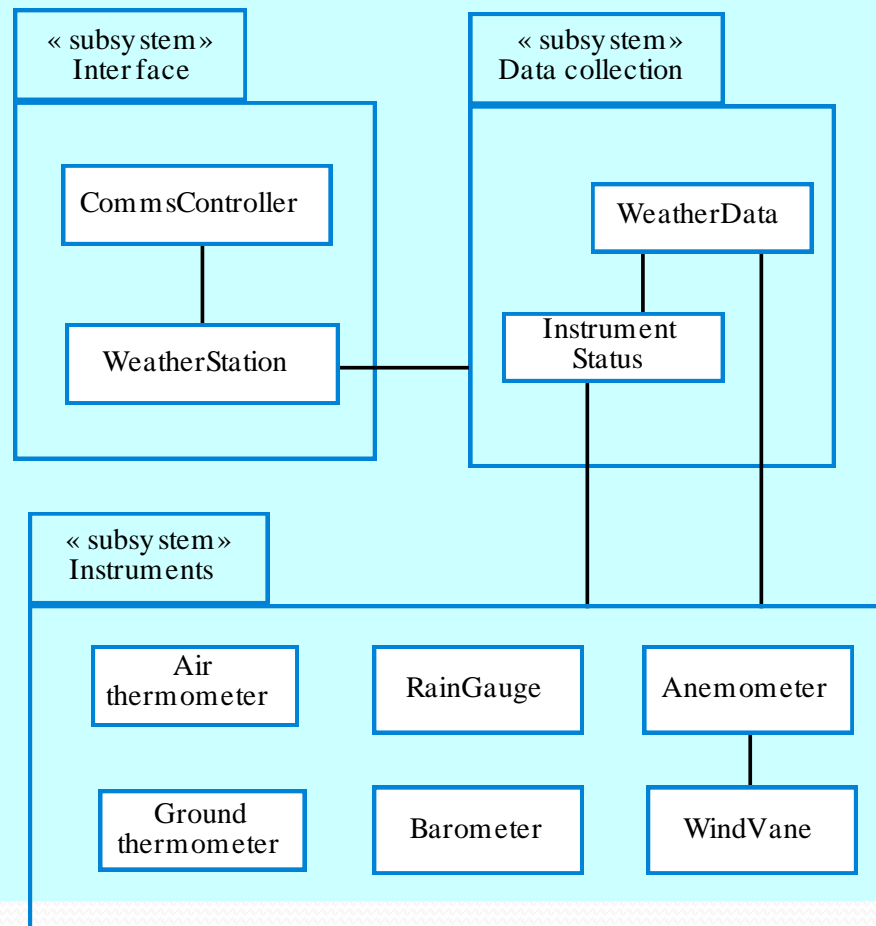 « subsystem»
Interface
CommsController
WeatherStation
« subsystem»
Data collection
WeatherData
Instrument
Status
« subsystem»
Instruments
Air
thermometer
RainGauge
Anemometer
Ground
thermometer
Barometer
WindVane